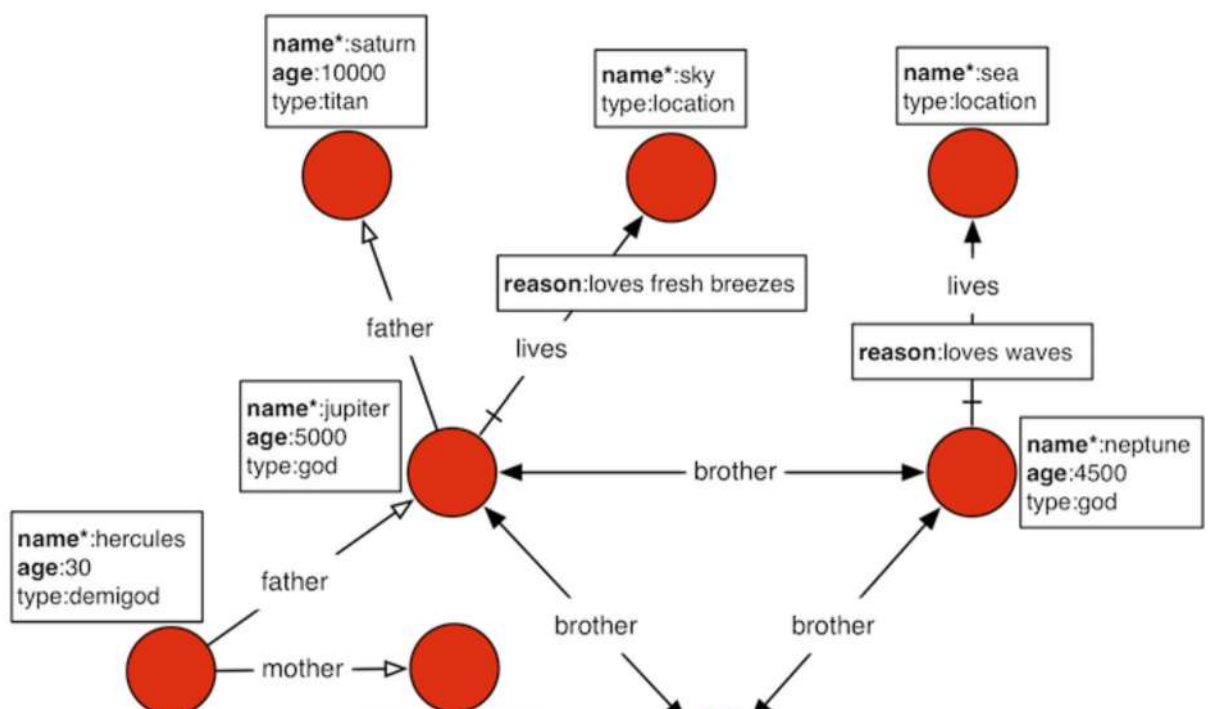 name*:saturn
age:10000
type:titan
name*:sky
type:location
name*:sea
type:location
reason:loves fresh breezes
lives
father
lives
reason:loves waves
name*:jupiter
age:5000
type:god
brother
name*:neptune
age:4500
type:god
name*:hercules
age:30
type:demigod
father
brother
brother
mother